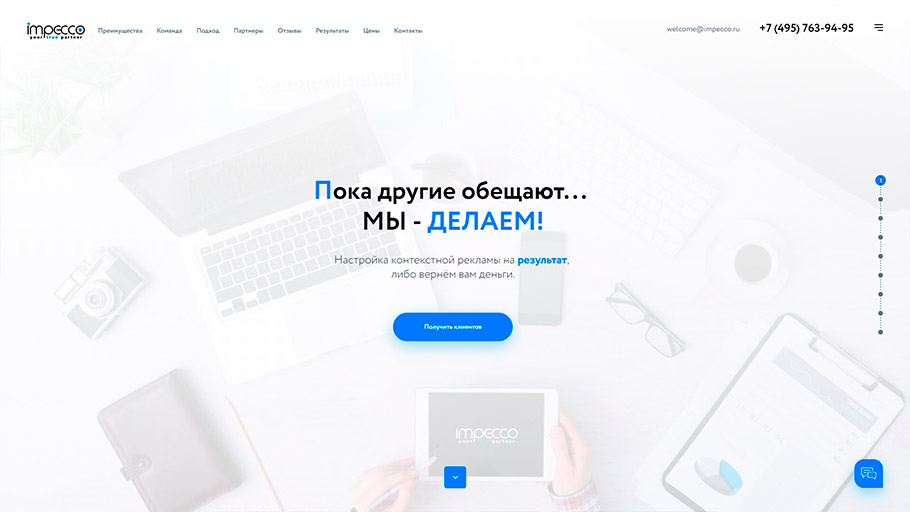 impecco
your true partner
Преимущества Команда Подход Партнеры Отзывы Результаты Цены Контакты
welcome@impecco.ru
+7 (495) 763-94-95
1
Пока другие обещают...
МЫ - ДЕЛАЕМ!
Настройка контекстной рекламы на результат,
либо вернём вам деньги.
Получить клиентов
impecco
your true partner